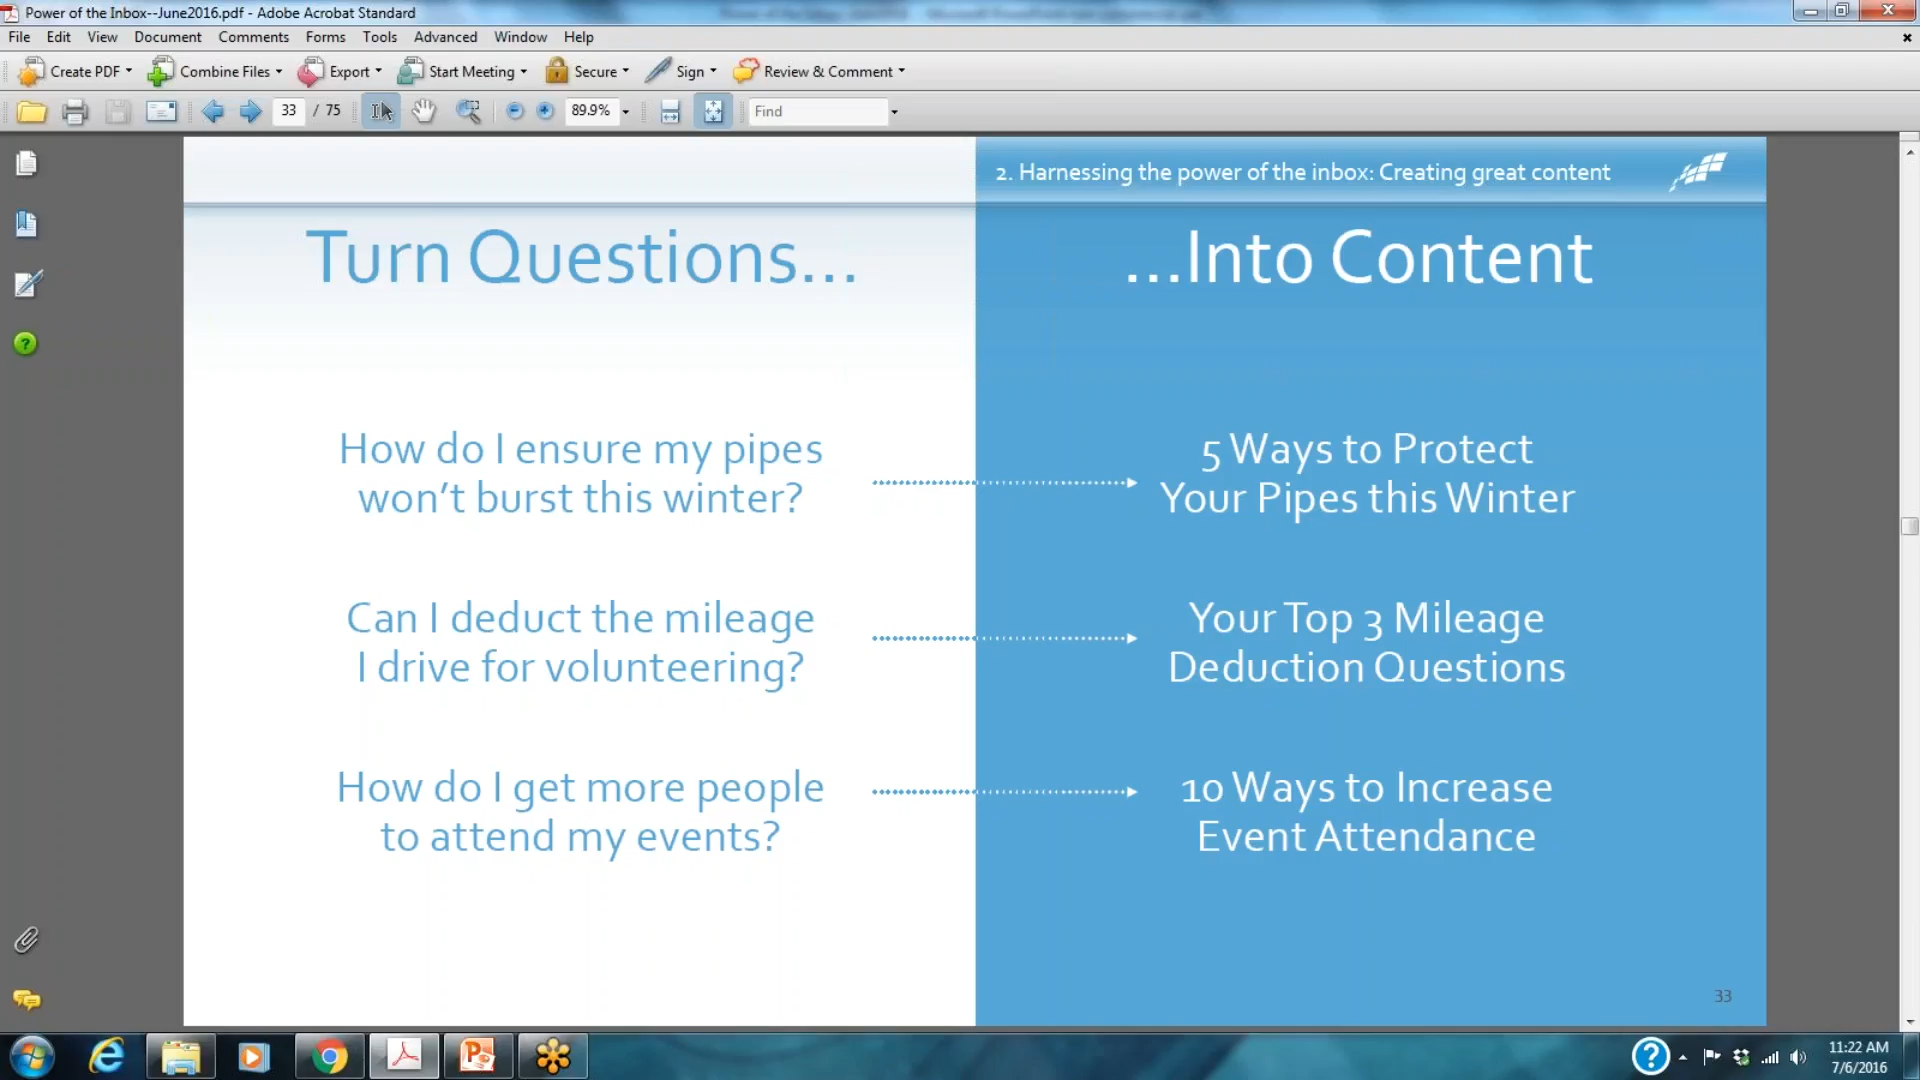 Power of the Inbox--June2016.pdf - Adobe Acrobat Standard
File Edit View Document Comments Forms Tools Advanced Window Help
Create PDF Combine Files Export Start Meeting Secure Sign Review & Comment
33 / 75 89.9% Find
2. Harnessing the power of the inbox: Creating great content
Turn Questions...
...Into Content
How do I ensure my pipes
won't burst this winter?
5 Ways to Protect
Your Pipes this Winter
Can I deduct the mileage
I drive for volunteering?
Your Top 3 Mileage
Deduction Questions
How do I get more people
to attend my events?
10 Ways to Increase
Event Attendance
33
11:22 AM
7/6/2016